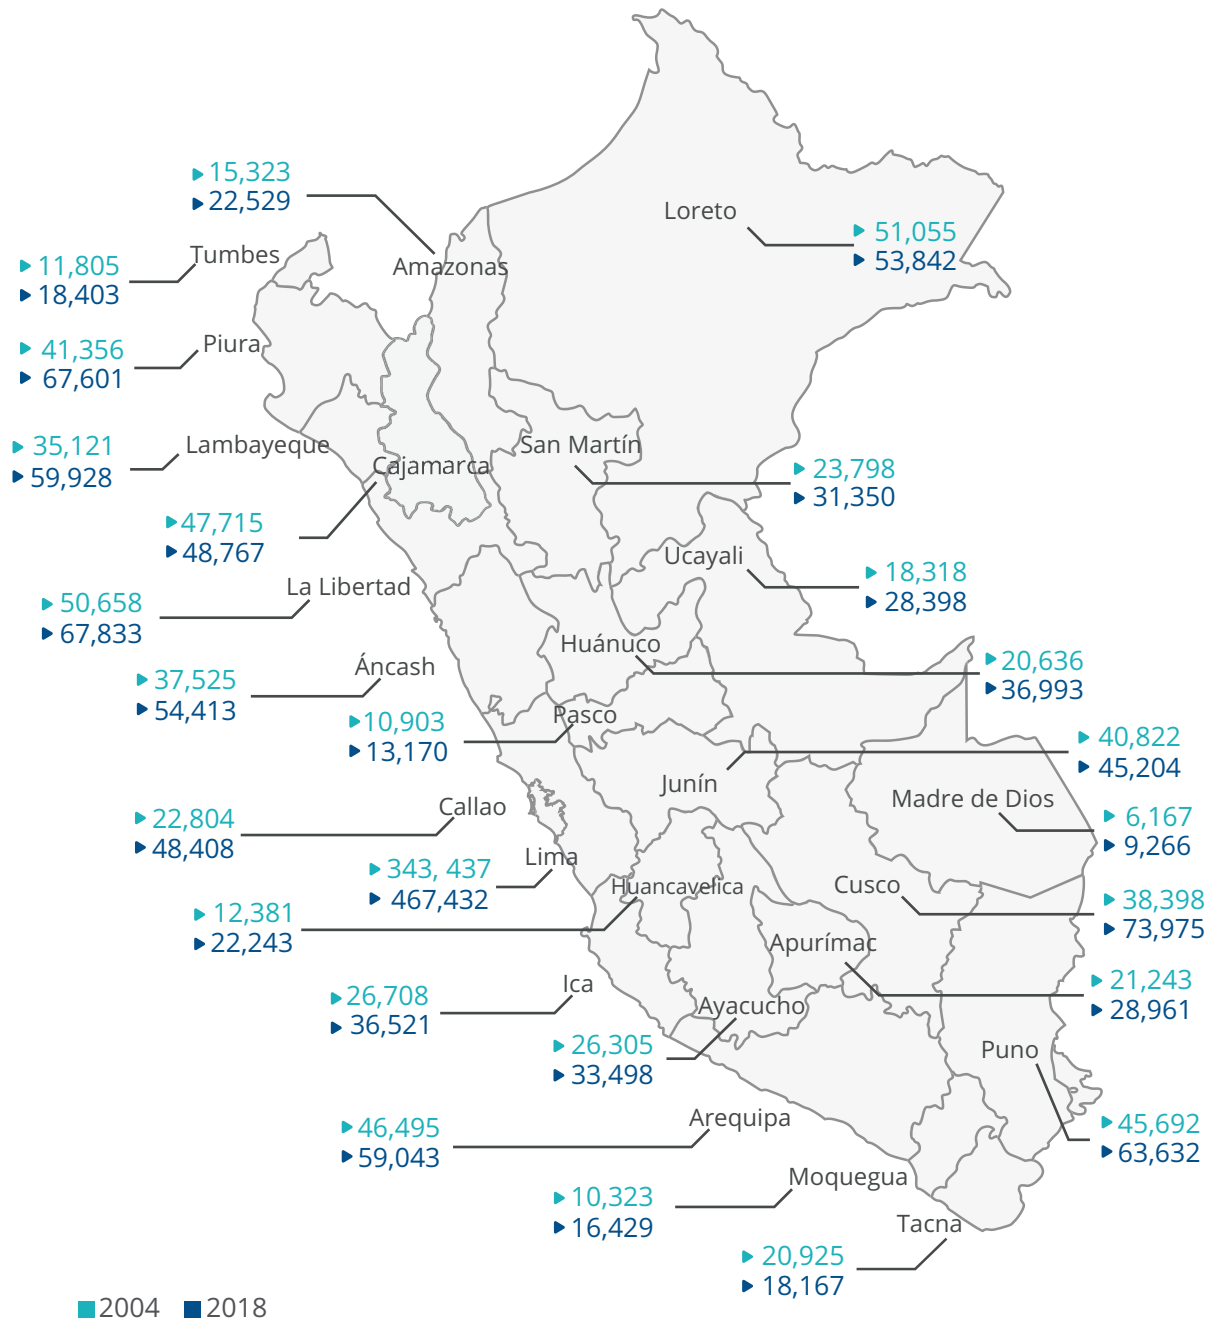 15,323
22,529
Loreto
51,055
53,842
Tumbes
11,805
18,403
Amazonas
Piura
41,356
67,601
Lambayeque
35,121
59,928
San Martín
23,798
31,350
Cajamarca
47,715
48,767
Ucayali
18,318
28,398
La Libertad
50,658
67,833
Huánuco
20,636
36,993
Áncash
37,525
54,413
Pasco
10,903
13,170
40,822
45,204
Junín
Madre de Dios
6,167
9,266
Callao
22,804
48,408
Lima
343, 437
467,432
Huancavelica
12,381
22,243
Cusco
38,398
73,975
Apurímac
21,243
28,961
Ica
26,708
36,521
Ayacucho
26,305
33,498
Puno
45,692
63,632
Arequipa
46,495
59,043
Moquegua
10,323
16,429
Tacna
20,925
18,167
2004 2018